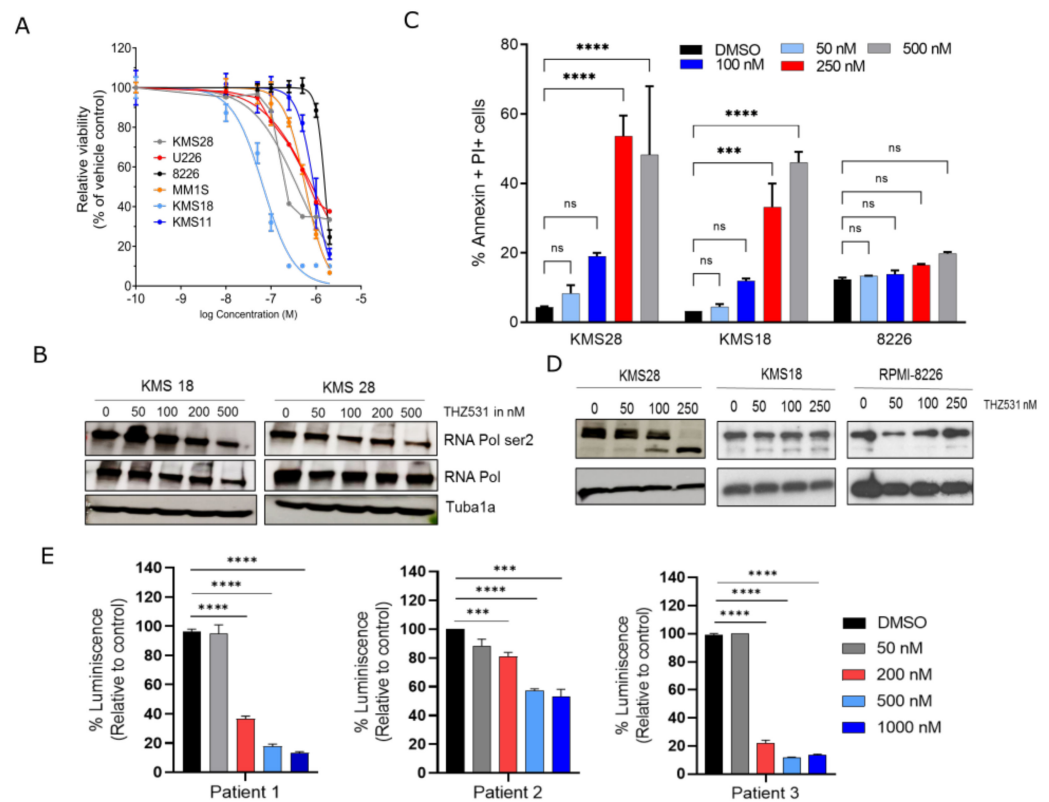 A
120
100
80
60
40
20
0
Relative viability
(% of vehicle control)
KMS28
U226
8226
MM1S
KMS18
KMS11
-10 -9 -8 -7 -6 -5
log Concentration (M)
C
80
60
40
20
0
% Annexin + PI+ cells
DMSO 50 nM 500 nM
100 nM 250 nM
****
****
ns
ns
****
***
ns
ns
ns
ns
ns
ns
KMS28 KMS18 8226
B
KMS 18 KMS 28
0 50 100 200 500 0 50 100 200 500 THZ531 in nM
RNA Pol ser2
RNA Pol
Tuba1a
D
KMS28 KMS18 RPMI-8226
0 50 100 250 0 50 100 250 0 50 100 250 THZ531 nM
E
140
120
100
80
60
40
20
0
% Luminiscence
(Relative to control)
****
****
****
Patient 1
140
120
100
80
60
40
20
0
% Luminiscence
(Relative to control)
***
****
***
Patient 2
140
120
100
80
60
40
20
0
% Luminiscence
(Relative to control)
****
****
****
Patient 3
DMSO
50 nM
200 nM
500 nM
1000 nM